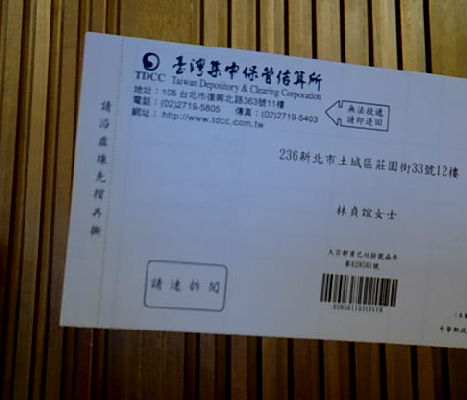 臺灣集中保管結算所
TDCC Taiwan Depository & Clearing Corporation
地址：105 台北市復興北路363號11樓
電話：(02)2719-5805 傳真：(02)2719-5403
網址：http://www.tdcc.com.tw
無法投遞
請即退回
236新北市土城區莊園街33號12樓
林貞誼女士
請沿虛線先摺再撕
請速拆閱